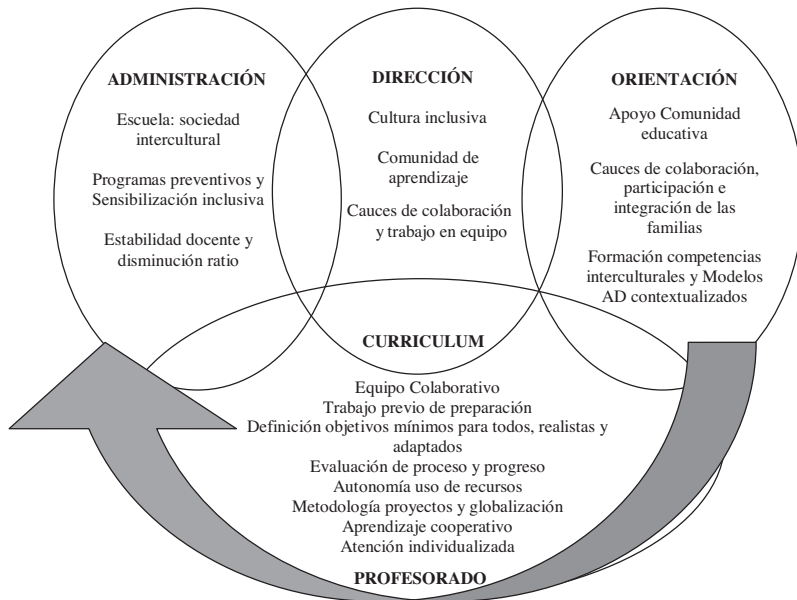 ADMINISTRACIÓN
Escuela: sociedad
intercultural
Programas preventivos y
Sensibilización inclusiva
Estabilidad docente y
disminución ratio
DIRECCIÓN
Cultura inclusiva
Comunidad de
aprendizaje
Cauces de colaboración
y trabajo en equipo
ORIENTACIÓN
Apoyo Comunidad
educativa
Cauces de colaboración,
participación e
integración de las
familias
Formación competencias
interculturales y Modelos
AD contextualizados
CURRICULUM
Equipo Colaborativo
Trabajo previo de preparación
Definición objetivos mínimos para todos, realistas y
adaptados
Evaluación de proceso y progreso
Autonomía uso de recursos
Metodología proyectos y globalización
Aprendizaje cooperativo
Atención individualizada
PROFESORADO